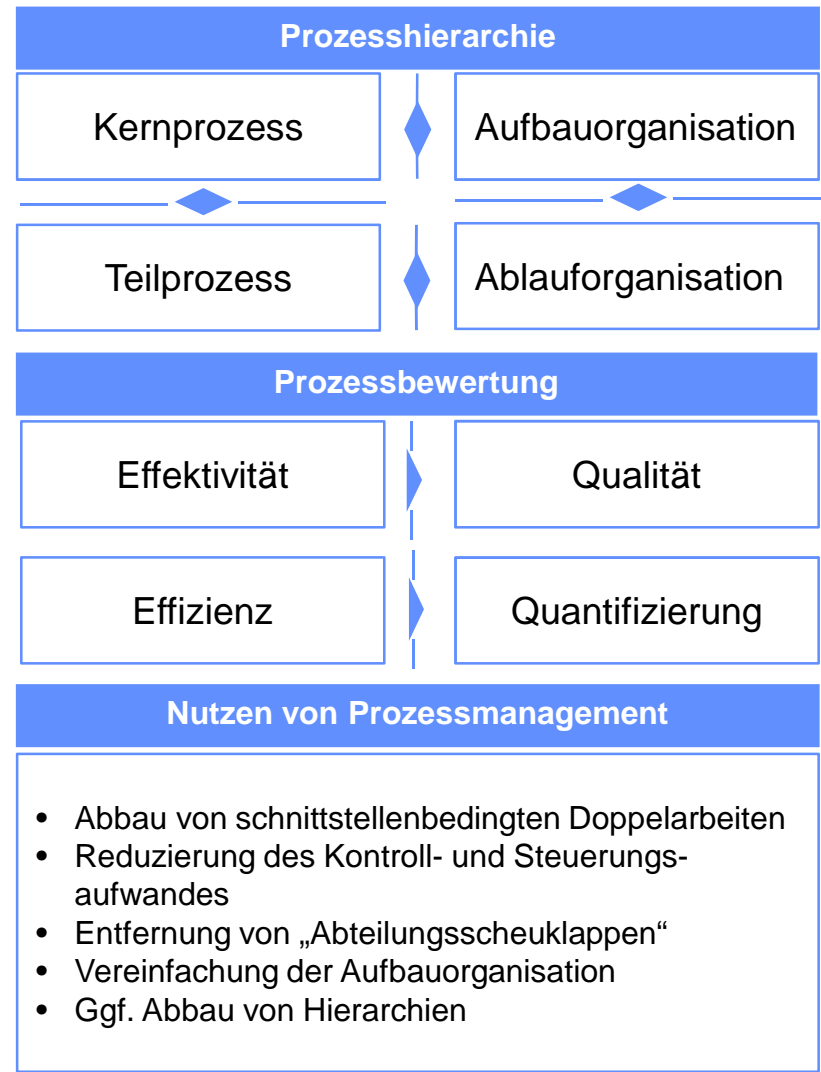 Prozesshierarchie
Kernprozess
Aufbauorganisation
Teilprozess
Ablauforganisation
Prozessbewertung
Effektivität
Qualität
Effizienz
Quantifizierung
Nutzen von Prozessmanagement
• Abbau von schnittstellenbedingten Doppelarbeiten
• Reduzierung des Kontroll- und Steuerungs-
aufwandes
• Entfernung von „Abteilungsscheuklappen“
• Vereinfachung der Aufbauorganisation
• Ggf. Abbau von Hierarchien